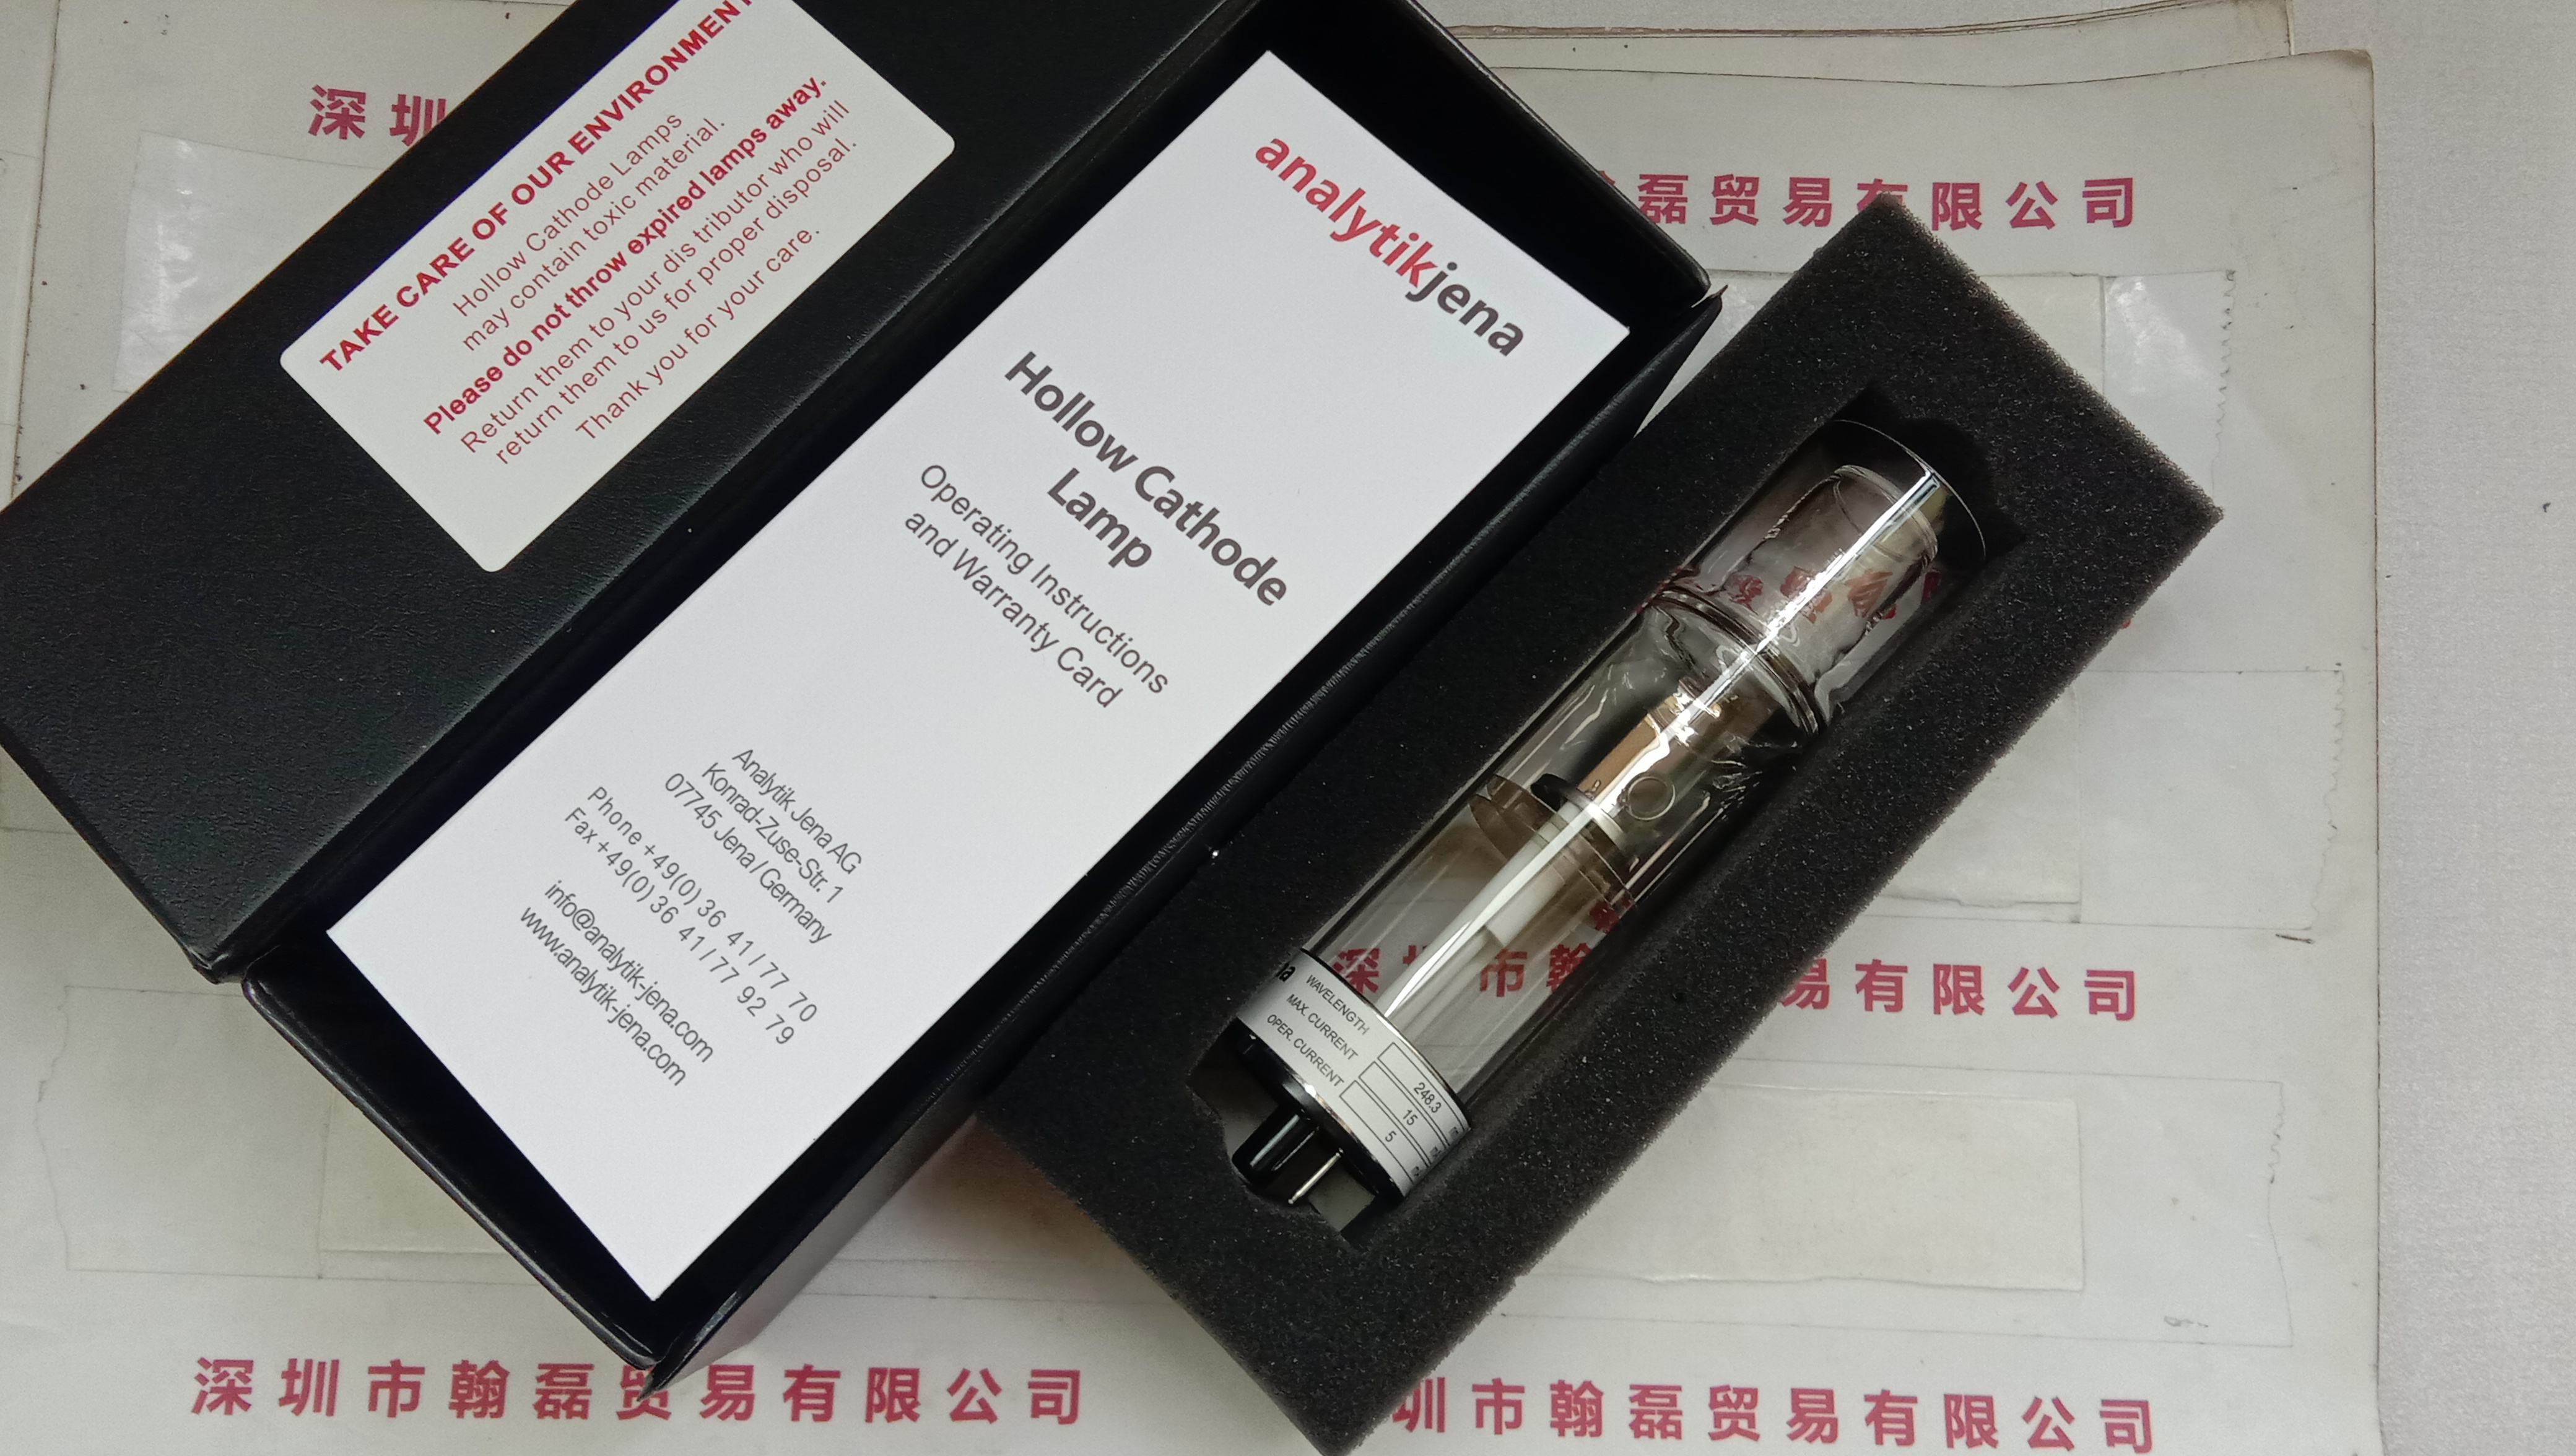 深圳
磊贸易有限公司
TAKE CARE OF OUR ENVIRONMENT
Hollow Cathode Lamps
may contain toxic material.
Please do not throw expired lamps away.
Return them to your dis tributor who will
return them to us for proper disposal.
Thank you for your care.
analytikjena
Hollow Cathode
Lamp
Operating Instructions
and Warranty Card
Analytik Jena AG
Konrad-Zuse-Str. 1
07745 Jena / Germany
Phone +49(0) 36 41 / 77 70
Fax +49(0) 36 41 / 77 92 79
info@analytik-jena.com
www.analytik-jena.com
WAVELENGTH 248.3
MAX. CURRENT 15
OPER. CURRENT 5
深圳市翰
易有限公司
深圳市翰磊贸易有限公司
圳市翰磊贸易有限公司